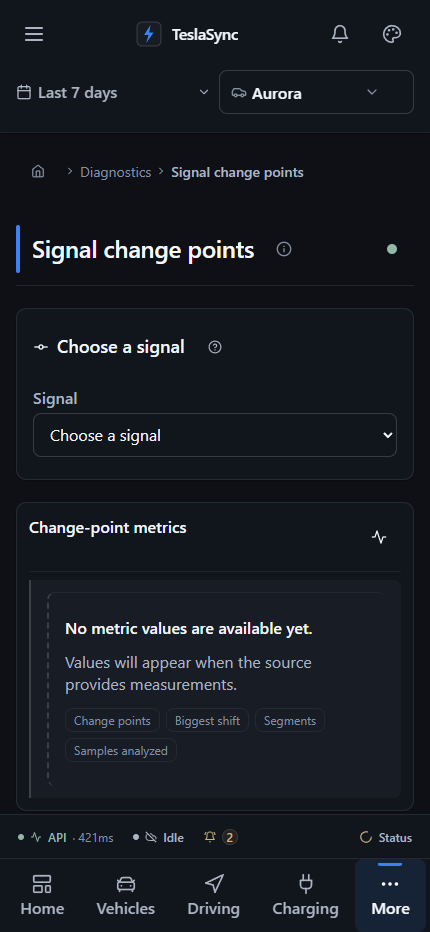 TeslaSync
Last 7 days
Aurora
Diagnostics
Signal change points
Signal change points
Choose a signal
Signal
Choose a signal
Change-point metrics
No metric values are available yet.
Values will appear when the source
provides measurements.
Change points Biggest shift Segments
Samples analyzed
API · 421ms Idle 2 Status
Home Vehicles Driving Charging More